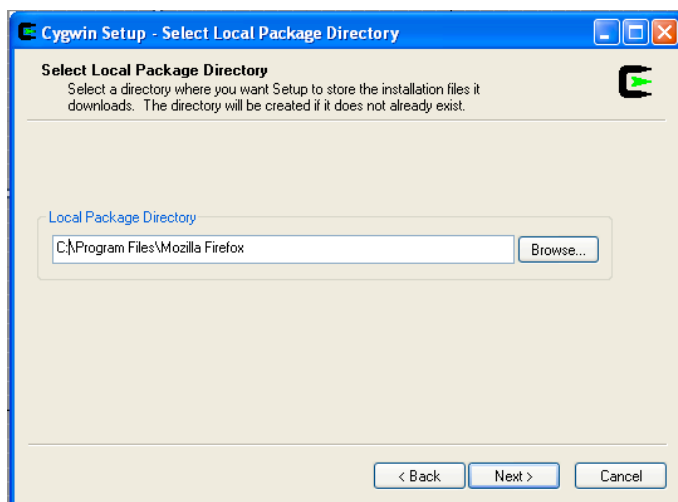 Cygwin Setup - Select Local Package Directory
Select Local Package Directory
Select a directory where you want Setup to store the installation files it
downloads. The directory will be created if it does not already exist.
Local Package Directory
C:\Program Files\Mozilla Firefox
Browse...
< Back
Next >
Cancel